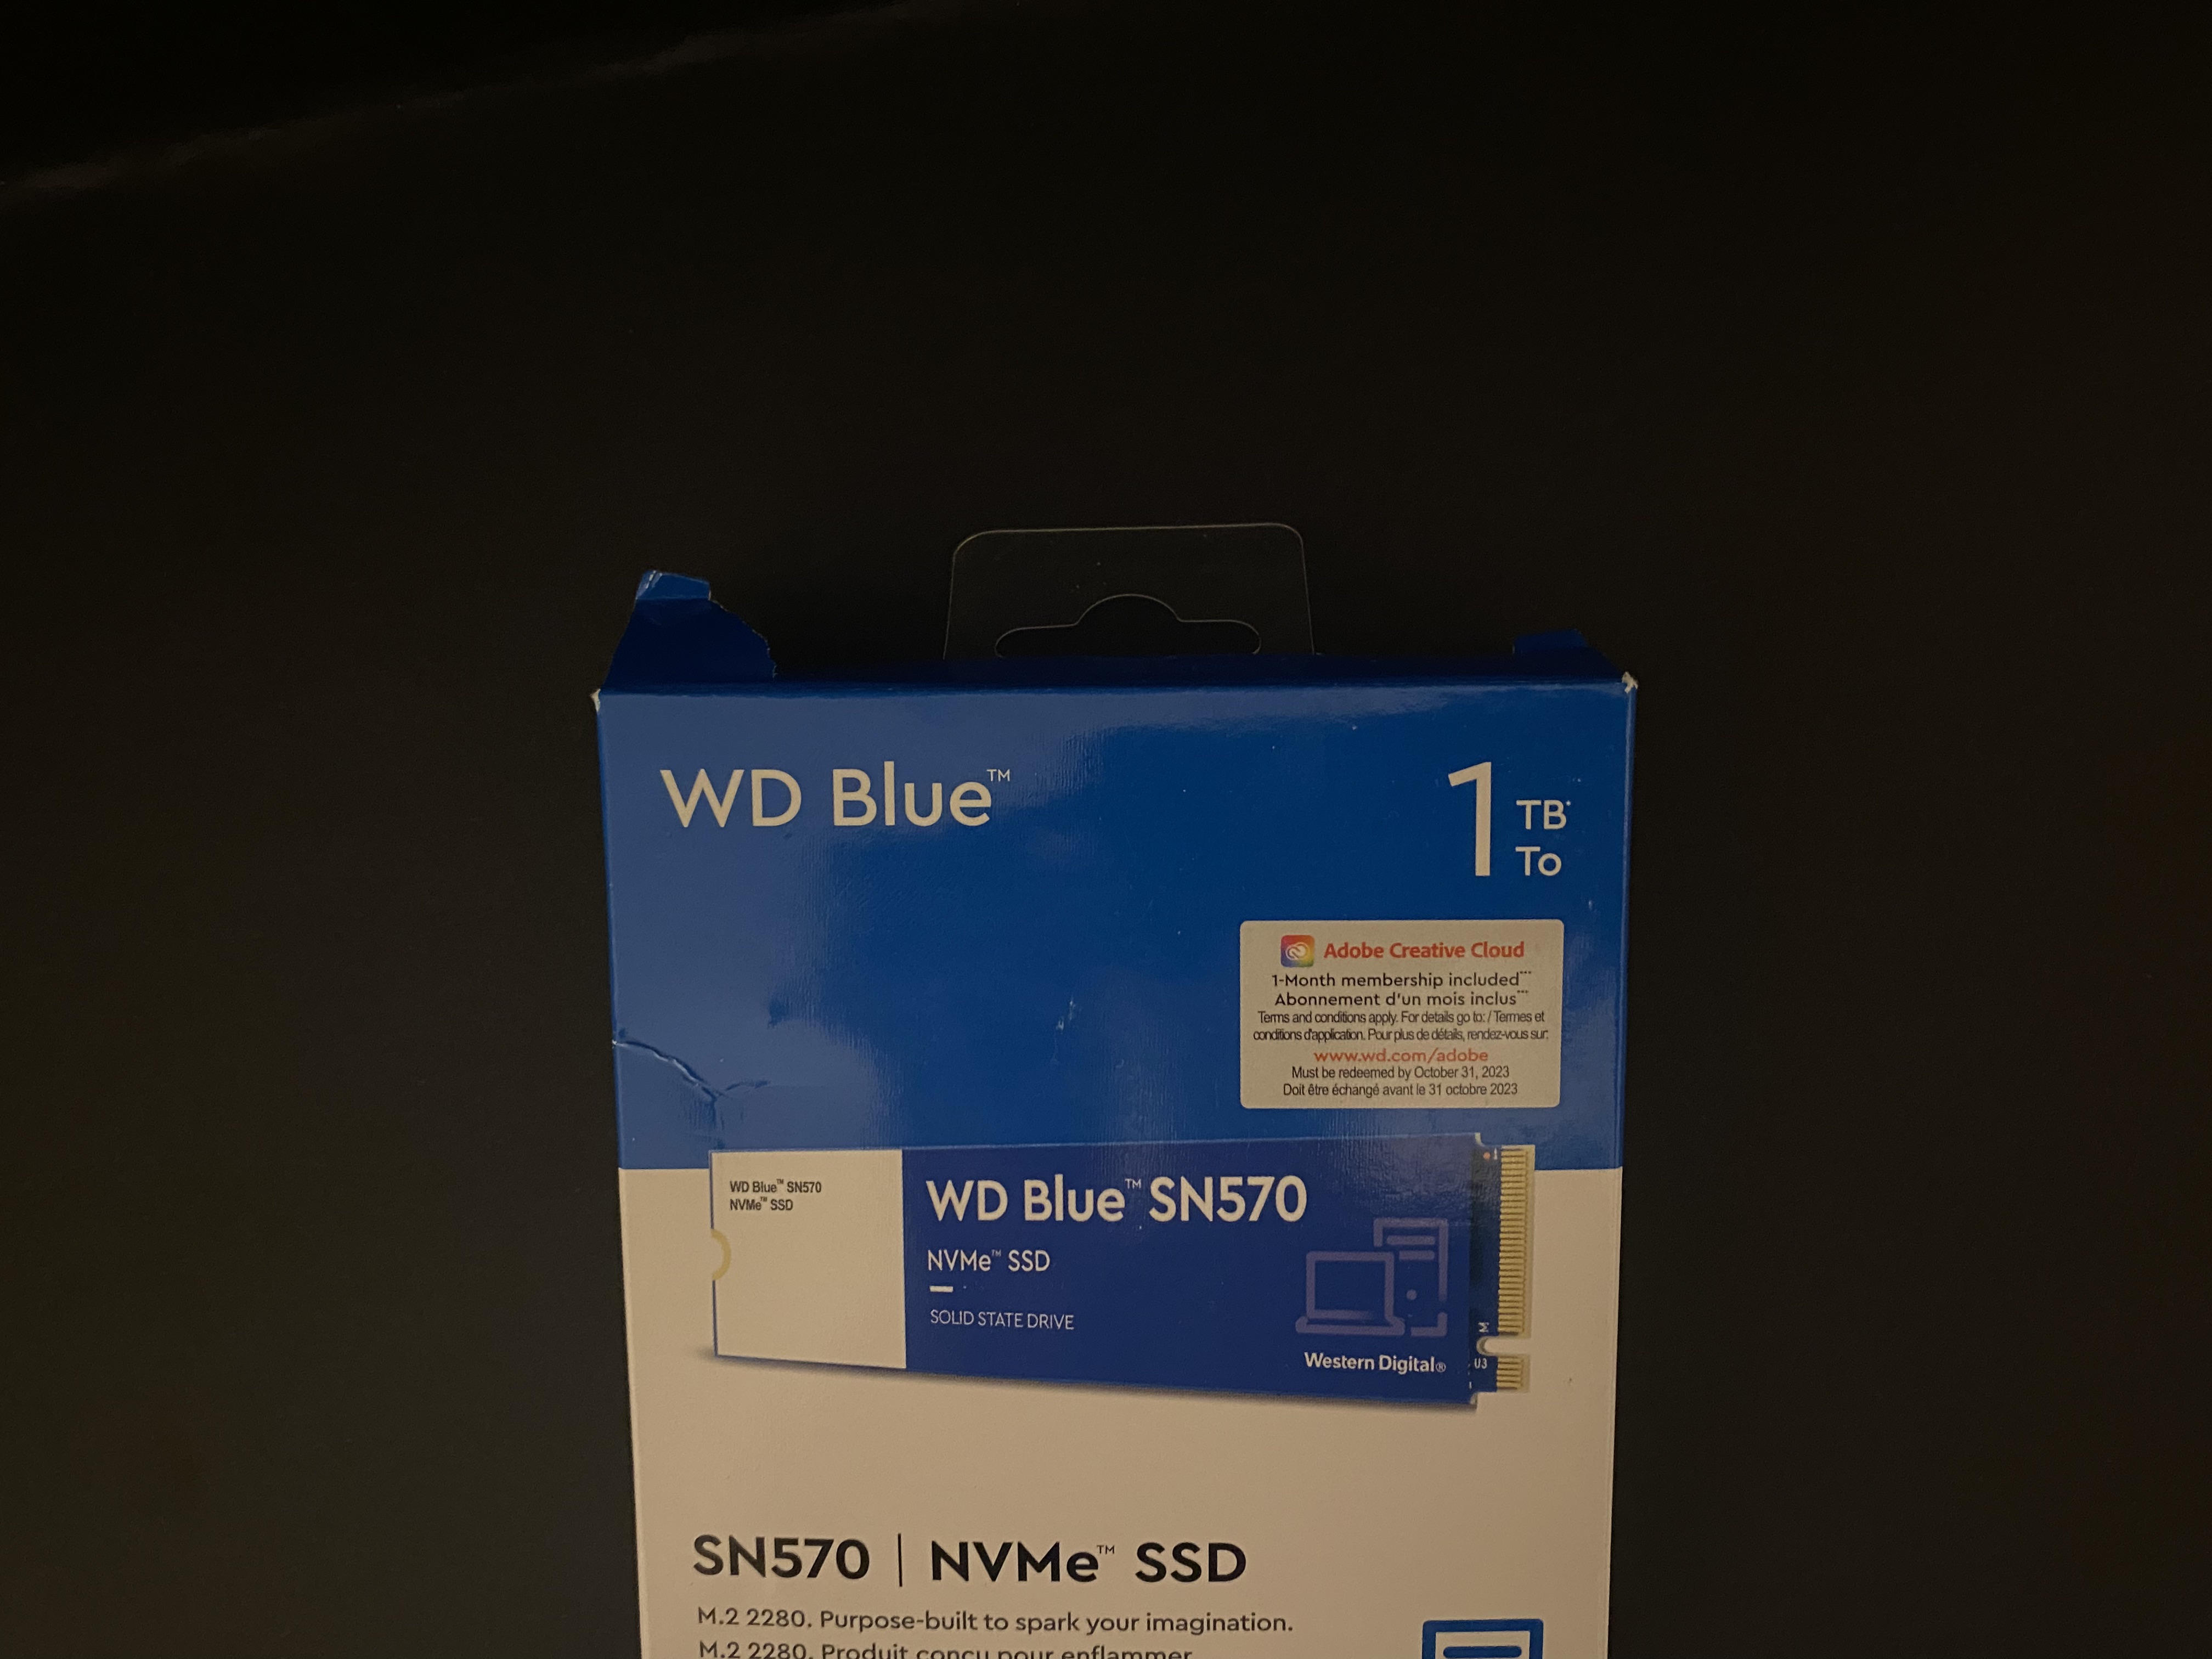 WD Blue™
1 TB*
To
Adobe Creative Cloud
1-Month membership included***
Abonnement d'un mois inclus***
Terms and conditions apply. For details go to: / Termes et
conditions d'application. Pour plus de détails, rendez-vous sur:
www.wd.com/adobe
Must be redeemed by October 31, 2023
Doit être échangé avant le 31 octobre 2023
WD Blue™ SN570
NVMe™ SSD
WD Blue™ SN570
NVMe™ SSD
SOLID STATE DRIVE
Western Digital®
M
U3
SN570 | NVMe™ SSD
M.2 2280. Purpose-built to spark your imagination.
M.2 2280. Produit conçu pour enflammer